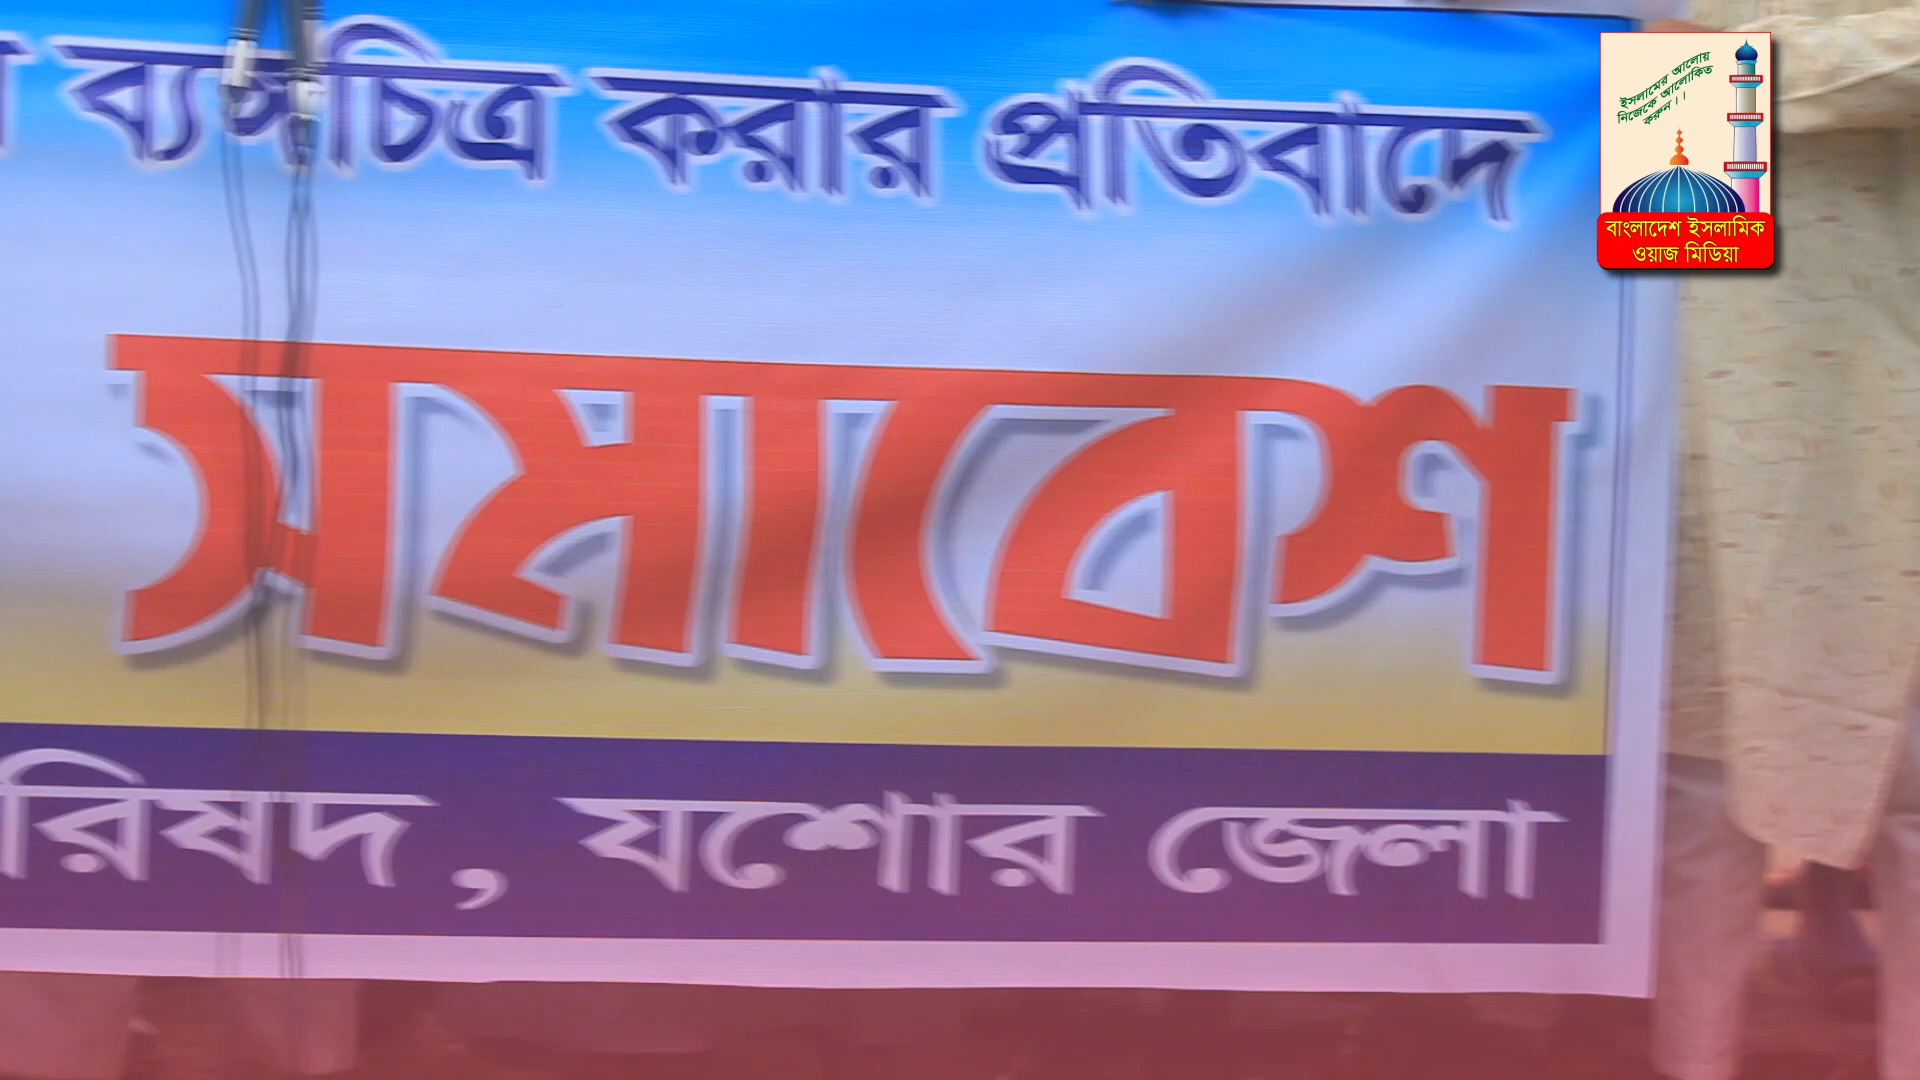 ব্যঙ্গচিত্র করার প্রতিবাদে
সমাবেশ
রিষদ, যশোর জেলা
ইসলামের আলোয়
নিজেকে আলোকিত
করুন।।
বাংলাদেশ ইসলামিক
ওয়াজ মিডিয়া